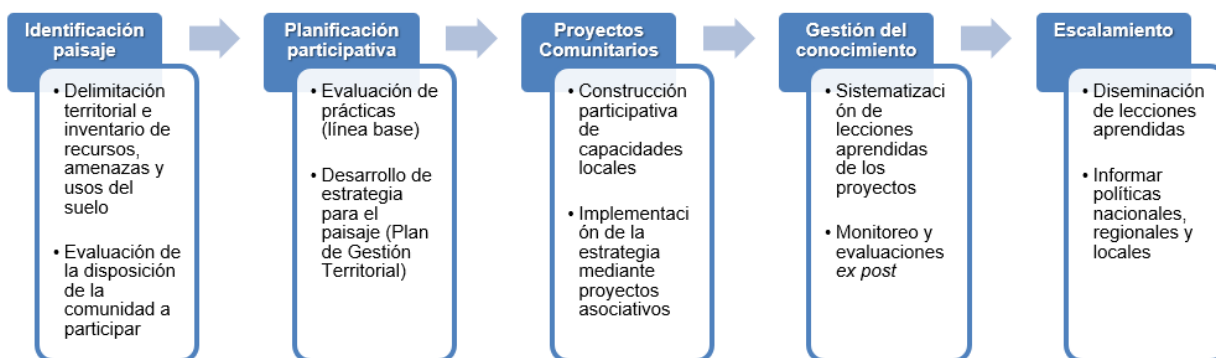 Identificación
paisaje
• Delimitación
territorial e
inventario de
recursos,
amenazas y
usos del
suelo
• Evaluación de
la disposición
de la
comunidad a
participar
Planificación
participativa
• Evaluación de
prácticas
(línea base)
• Desarrollo de
estrategia
para el
paisaje (Plan
de Gestión
Territorial)
Proyectos
Comunitarios
• Construcción
participativa
de
capacidades
locales
• Implementaci
ón de la
estrategia
mediante
proyectos
asociativos
Gestión del
conocimiento
• Sistematizaci
ón de
lecciones
aprendidas
de los
proyectos
• Monitoreo y
evaluaciones
ex post
Escalamiento
• Diseminación
de lecciones
aprendidas
• Informar
políticas
nacionales,
regionales y
locales